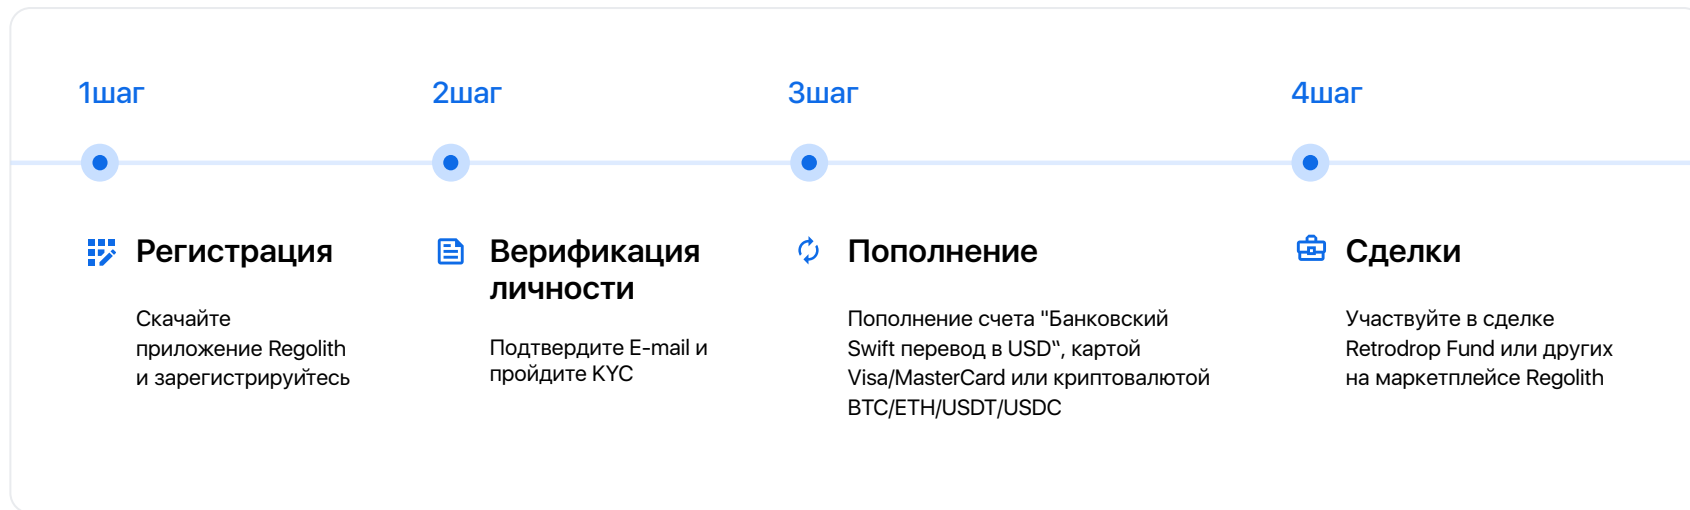 1шаг
2шаг
3шаг
4шаг
Регистрация
Скачайте
приложение Regolith
и зарегистрируйтесь
Верификация
личности
Подтвердите E-mail и
пройдите KYC
Пополнение
Пополнение счета "Банковский
Swift перевод в USD‟, картой
Visa/MasterCard или криптовалютой
BTC/ETH/USDT/USDC
Сделки
Участвуйте в сделке
Retrodrop Fund или других
на маркетплейсе Regolith